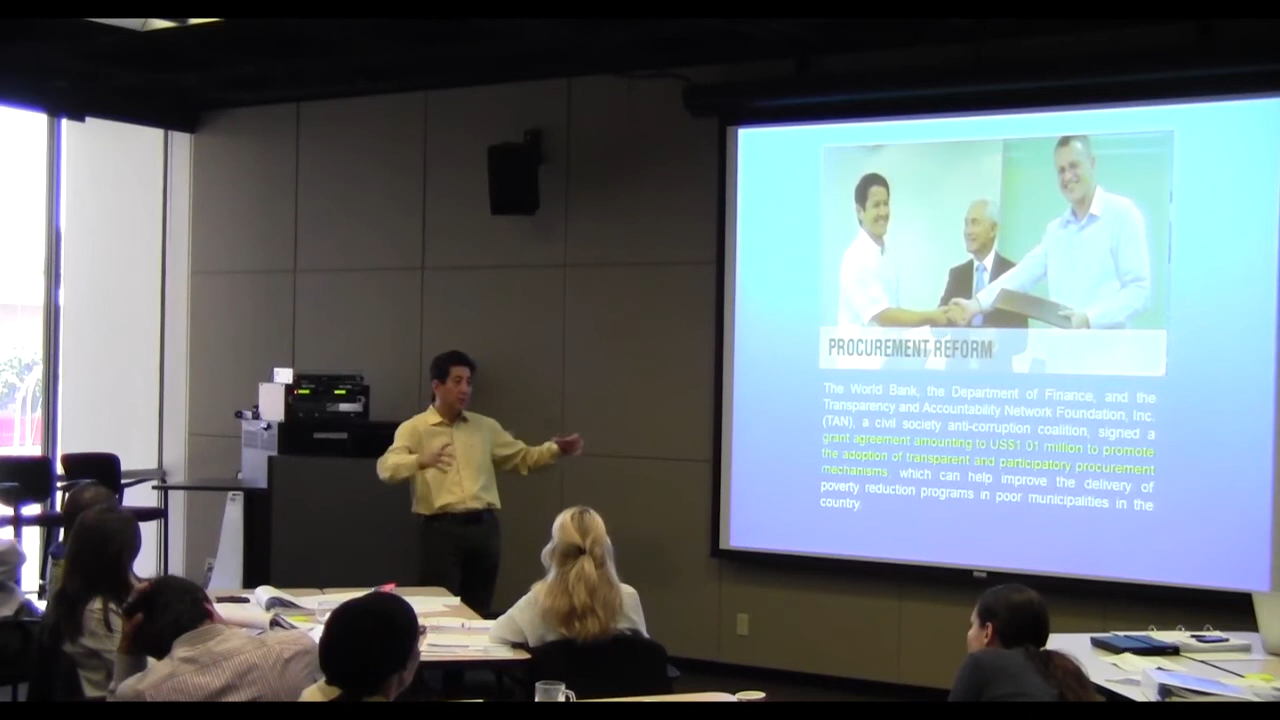 PROCUREMENT REFORM
The World Bank, the Department of Finance, and the
Transparency and Accountability Network Foundation, Inc.
(TAN), a civil society anti-corruption coalition, signed a
grant agreement amounting to US$1.01 million to promote
the adoption of transparent and participatory procurement
mechanisms, which can help improve the delivery of
poverty reduction programs in poor municipalities in the
country.